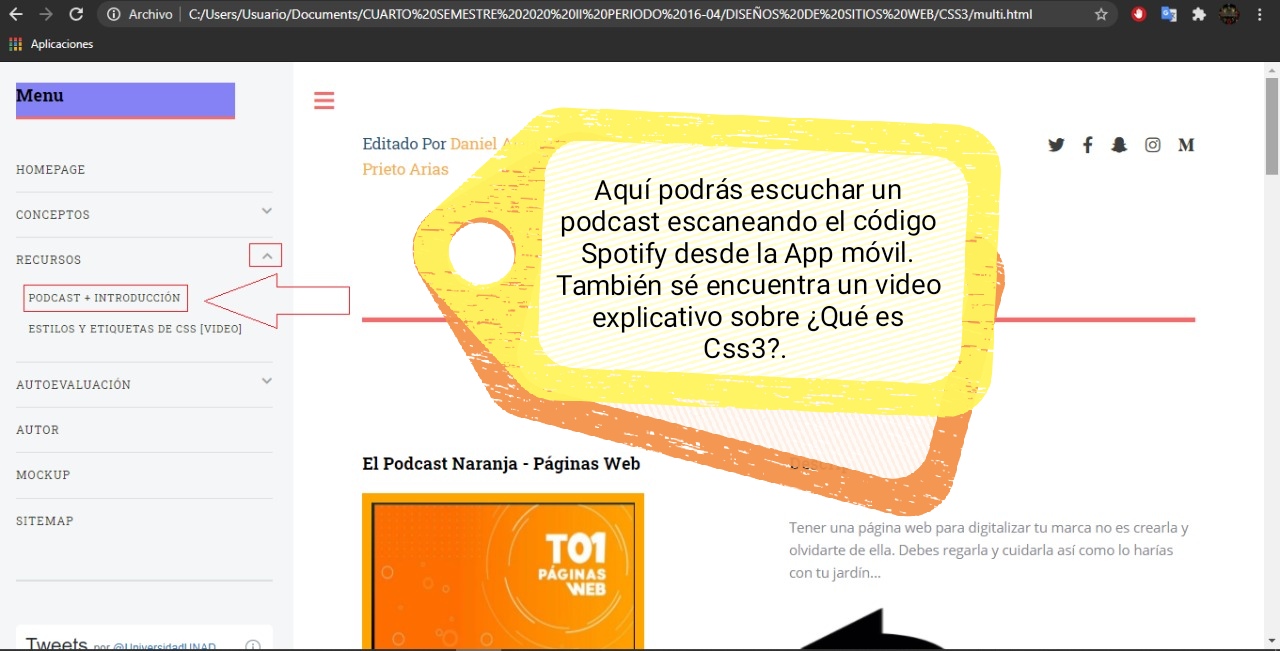 Archivo
C:/Users/Usuario/Documents/CUARTO%20SEMESTRE%202020%20II%20PERIODO%2016-04/DISEÑOS%20DE%20SITIOS%20WEB/CSS3/multi.html
Aplicaciones
Menu
HOMEPAGE
CONCEPTOS
RECURSOS
PODCAST + INTRODUCCIÓN
ESTILOS Y ETIQUETAS DE CSS [VIDEO]
AUTOEVALUACIÓN
AUTOR
MOCKUP
SITEMAP
Tweets por @UniversidadUNAD
Editado Por Daniel
Prieto Arias
Aquí podrás escuchar un
podcast escaneando el código
Spotify desde la App móvil.
También sé encuentra un video
explicativo sobre ¿Qué es
Css3?.
El Podcast Naranja - Páginas Web
T01
PÁGINAS
WEB
Tener una página web para digitalizar tu marca no es crearla y
olvidarte de ella. Debes regarla y cuidarla así como lo harías
con tu jardín...